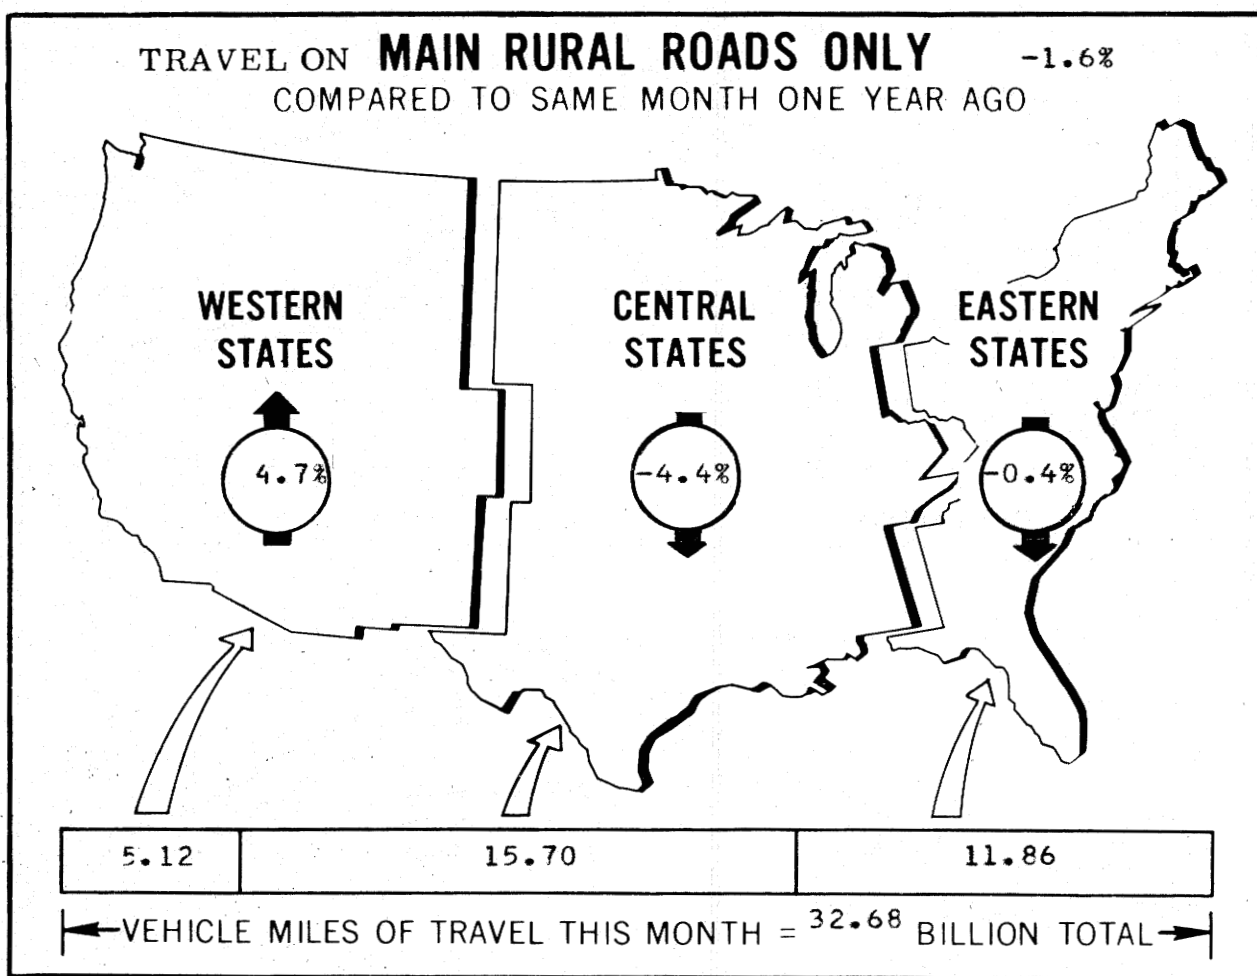 TRAVEL ON MAIN RURAL ROADS ONLY -1.6%
COMPARED TO SAME MONTH ONE YEAR AGO
WESTERN
STATES
4.7%
CENTRAL
STATES
-4.4%
EASTERN
STATES
-0.4%
5.12 15.70 11.86
VEHICLE MILES OF TRAVEL THIS MONTH = 32.68 BILLION TOTAL